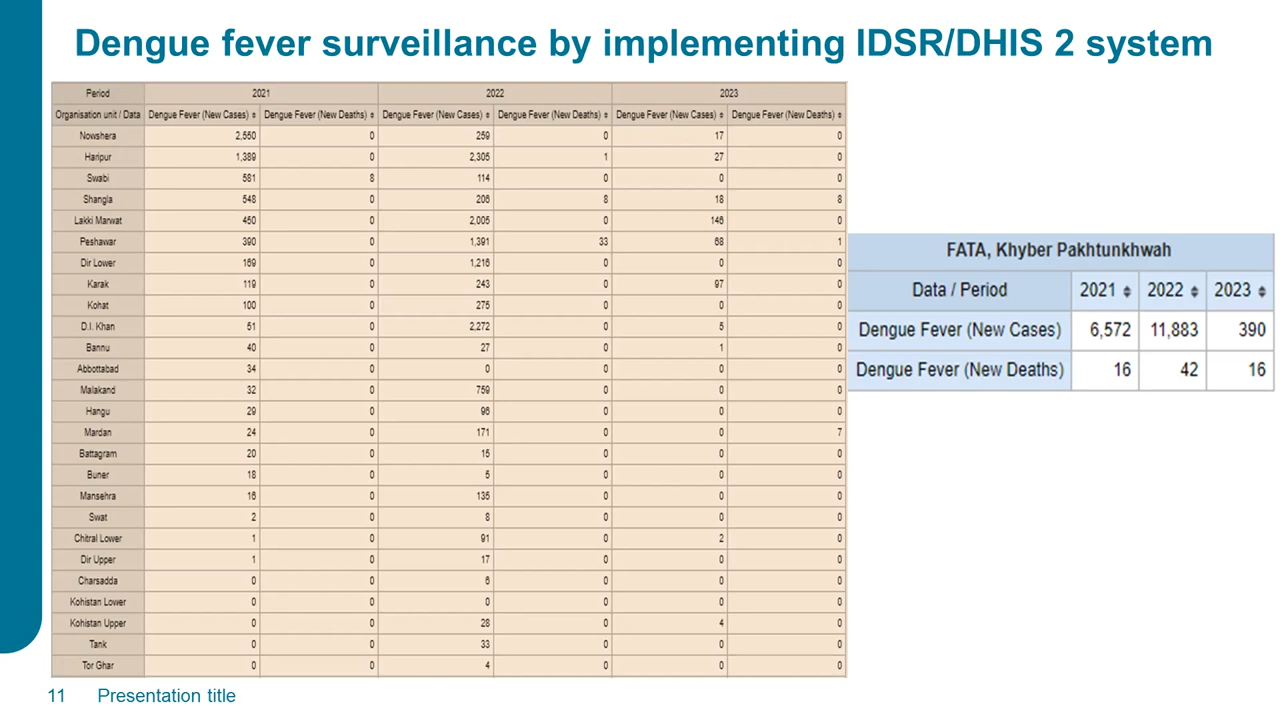 Dengue fever surveillance by implementing IDSR/DHIS 2 system
Period 2021 2022 2023
Organisation unit / Data Dengue Fever (New Cases) Dengue Fever (New Deaths) Dengue Fever (New Cases) Dengue Fever (New Deaths) Dengue Fever (New Cases) Dengue Fever (New Deaths)
Nowshera 2,550 0 259 0 17 0
Haripur 1,389 0 2,305 1 27 0
Swabi 581 8 114 0 0 0
Shangla 548 0 206 8 18 8
Lakki Marwat 450 0 2,005 0 146 0
Peshawar 390 0 1,391 33 68 1
Dir Lower 169 0 1,216 0 0 0
Karak 119 0 243 0 97 0
Kohat 100 0 275 0 0 0
D.I. Khan 51 0 2,272 0 5 0
Bannu 40 0 27 0 1 0
Abbottabad 34 0 0 0 0 0
Malakand 32 0 759 0 0 0
Hangu 29 0 96 0 0 0
Mardan 24 0 171 0 0 7
Battagram 20 0 15 0 0 0
Buner 18 0 5 0 0 0
Mansehra 16 0 135 0 0 0
Swat 2 0 8 0 0 0
Chitral Lower 1 0 91 0 2 0
Dir Upper 1 0 17 0 0 0
Charsadda 0 0 6 0 0 0
Kohistan Lower 0 0 0 0 0 0
Kohistan Upper 0 0 28 0 4 0
Tank 0 0 33 0 0 0
Tor Ghar 0 0 4 0 0 0
FATA, Khyber Pakhtunkhwah
Data / Period 2021 2022 2023
Dengue Fever (New Cases) 6,572 11,883 390
Dengue Fever (New Deaths) 16 42 16
11 Presentation title